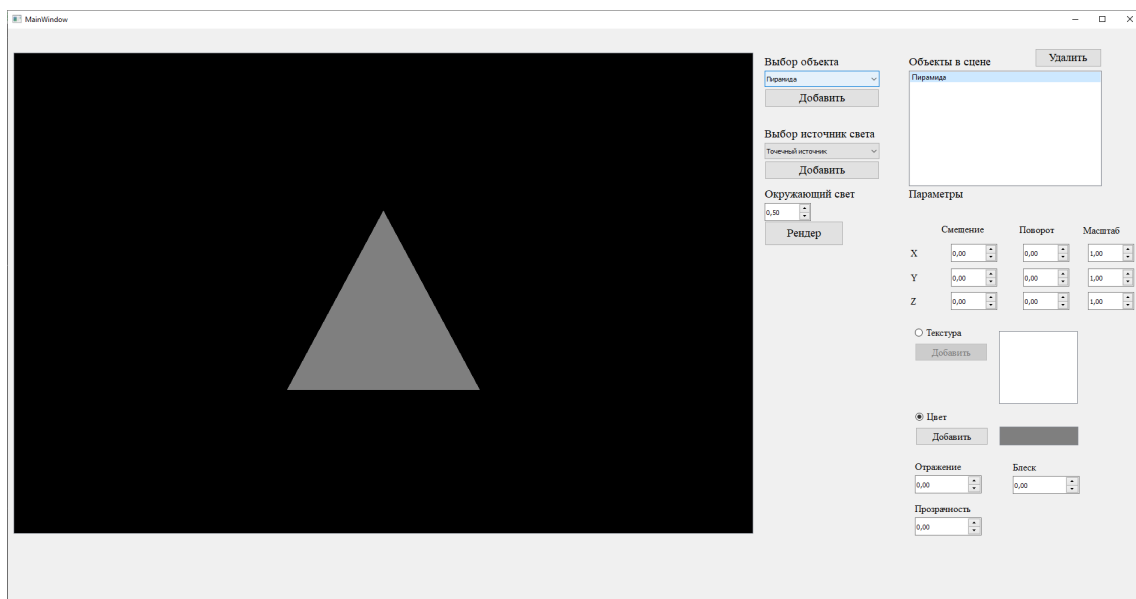 MainWindow
Выбор объекта
Пирамида
Добавить
Выбор источник света
Точечный источник
Добавить
Окружающий свет
0,50
Рендер
Объекты в сцене
Удалить
Пирамида
Параметры
Смешение Поворот Масштаб
X 0,00 0,00 1,00
Y 0,00 0,00 1,00
Z 0,00 0,00 1,00
Текстура
Добавить
Цвет
Добавить
Отражение Блеск
0,00 0,00
Прозрачность
0,00